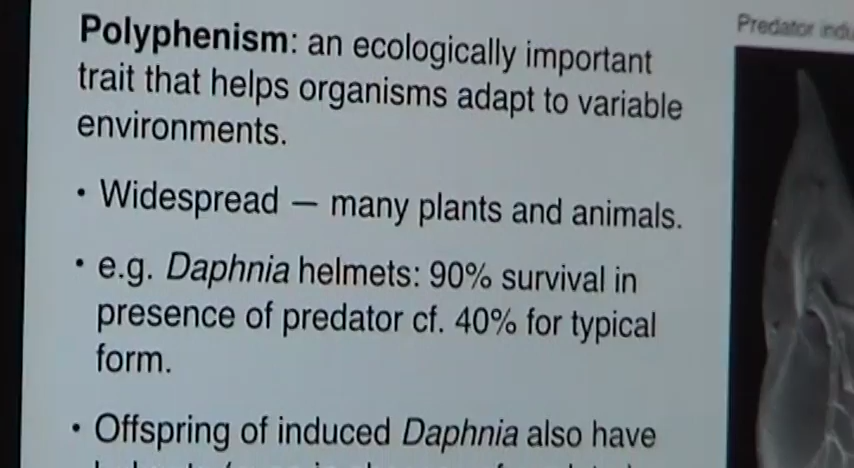 Polyphenism: an ecologically important
trait that helps organisms adapt to variable
environments.
• Widespread — many plants and animals.
• e.g. Daphnia helmets: 90% survival in
presence of predator cf. 40% for typical
form.
• Offspring of induced Daphnia also have
Predator